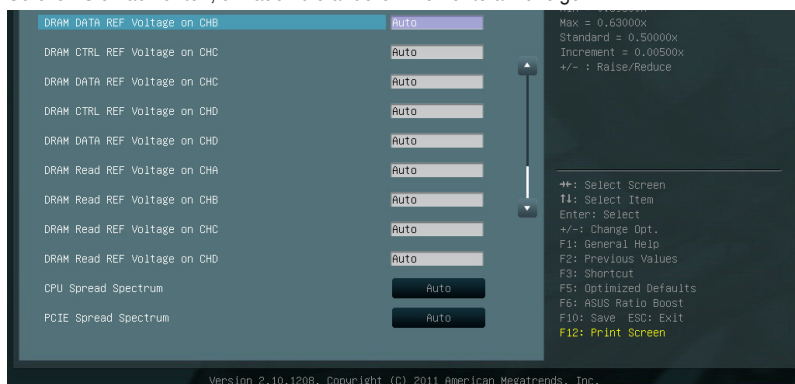 DRAM DATA REF Voltage on CHB Auto
DRAM CTRL REF Voltage on CHC Auto
DRAM DATA REF Voltage on CHC Auto
DRAM CTRL REF Voltage on CHD Auto
DRAM DATA REF Voltage on CHD Auto
DRAM Read REF Voltage on CHA Auto
DRAM Read REF Voltage on CHB Auto
DRAM Read REF Voltage on CHC Auto
DRAM Read REF Voltage on CHD Auto
CPU Spread Spectrum Auto
PCIE Spread Spectrum Auto
Max = 0.63000x
Standard = 0.50000x
Increment = 0.00500x
+/- : Raise/Reduce
→←: Select Screen
↑↓: Select Item
Enter: Select
+/-: Change Opt.
F1: General Help
F2: Previous Values
F3: Shortcut
F5: Optimized Defaults
F6: ASUS Ratio Boost
F10: Save ESC: Exit
F12: Print Screen
Version 2.10.1208. Copyright (C) 2011 American Megatrends, Inc.